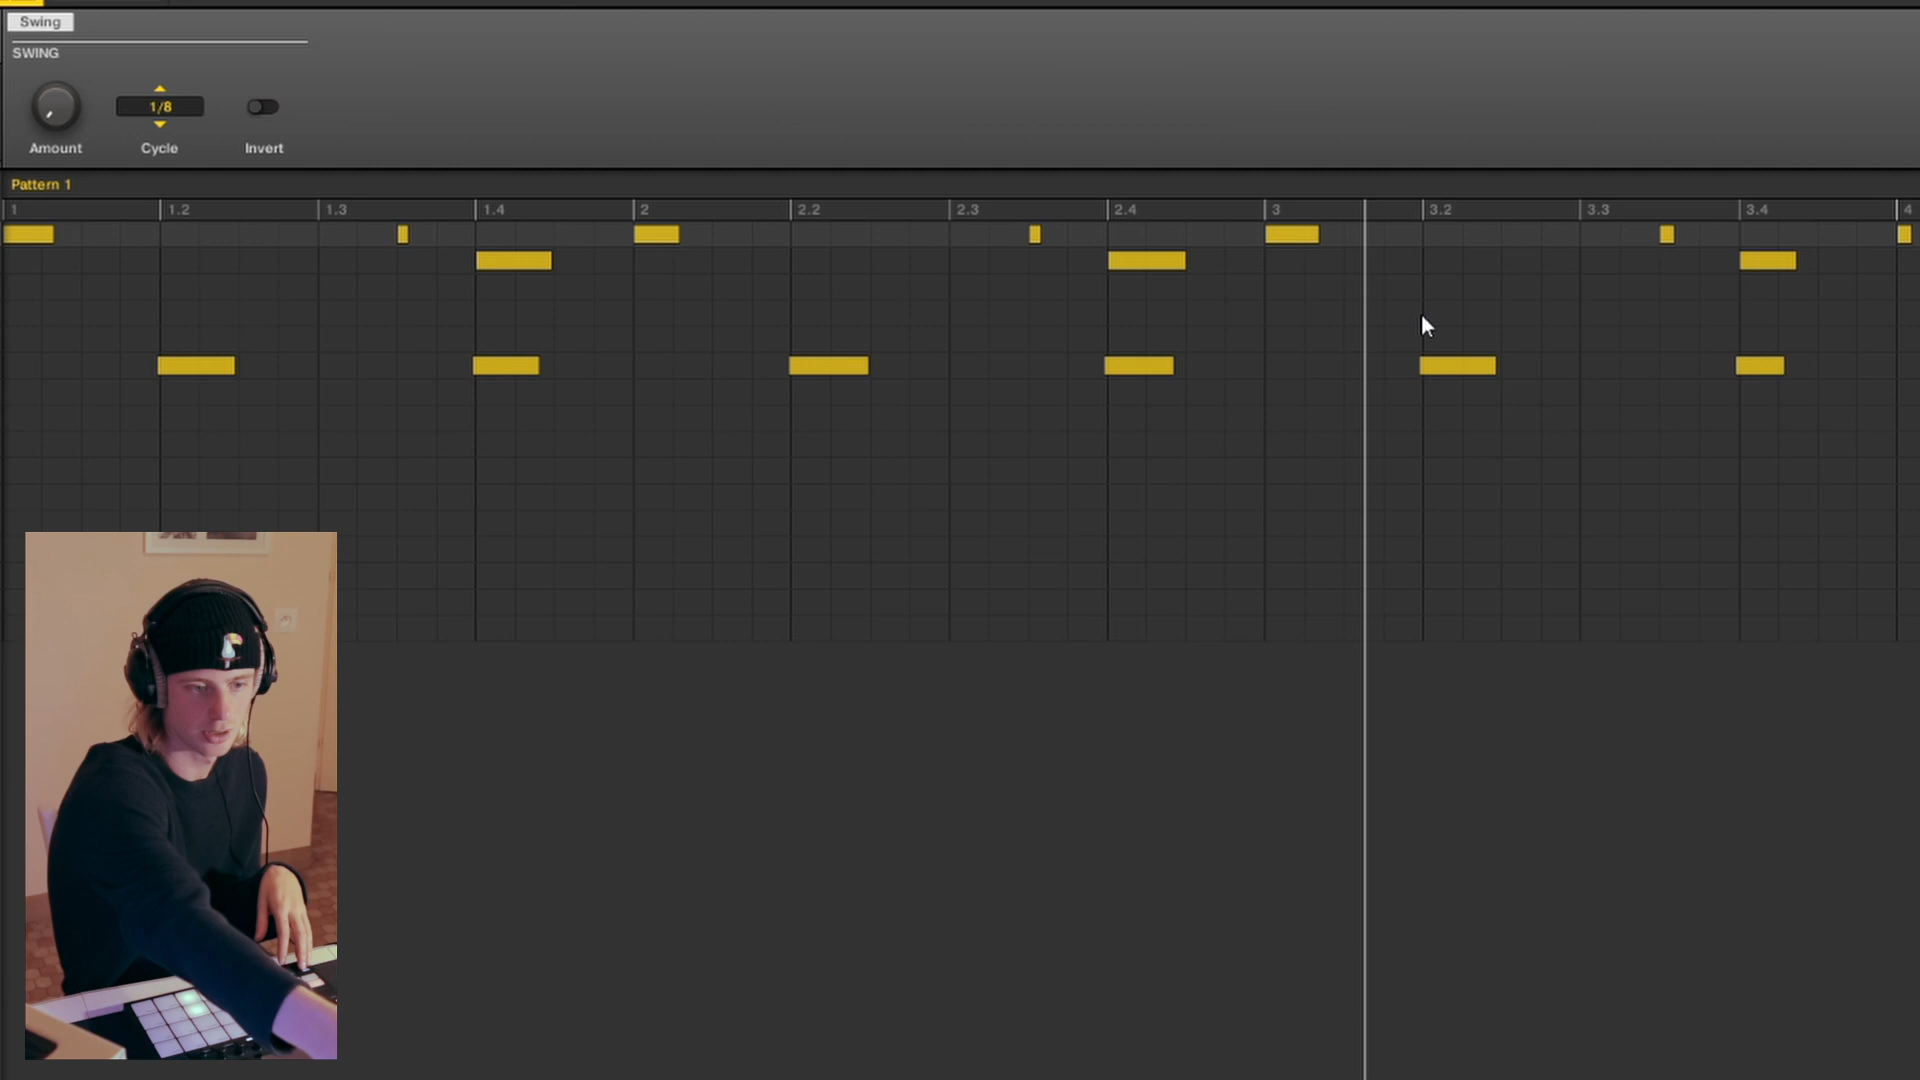 Swing
SWING
1/8
Amount Cycle Invert
Pattern 1
1 1.2 1.3 1.4 2 2.2 2.3 2.4 3 3.2 3.3 3.4 4